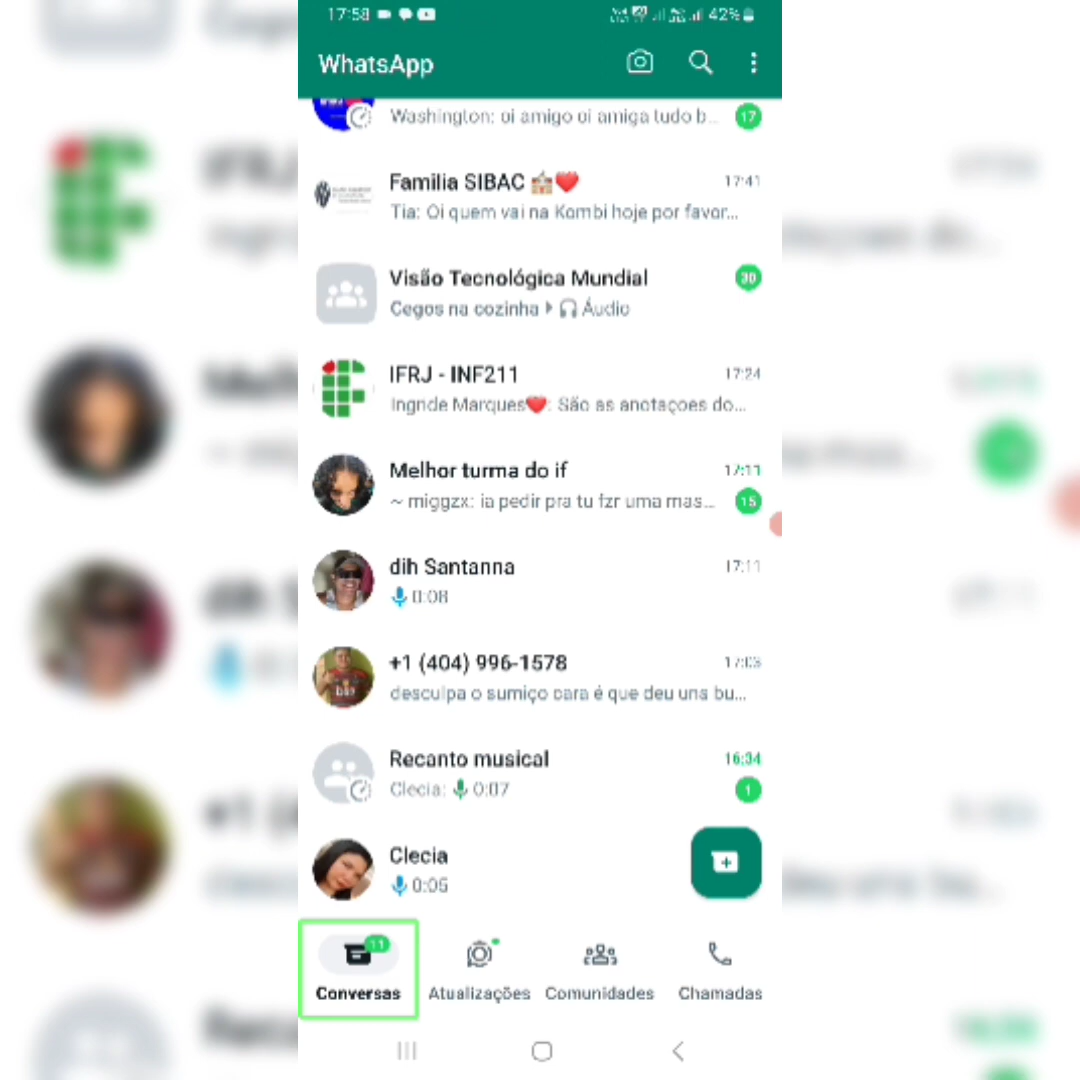 17:58
42%
WhatsApp
Washington: oi amigo oi amiga tudo b...
17
Familia SIBAC 🏫❤️
17:41
Tia: Oi quem vai na Kombi hoje por favor...
Visão Tecnológica Mundial
30
Cegos na cozinha ▸ 🎧 Áudio
IFRJ - INF211
17:24
Ingride Marques❤️: São as anotaçoes do...
Melhor turma do if
17:11
~ miggzx: ia pedir pra tu fzr uma mas...
15
dih Santanna
17:11
0:08
+1 (404) 996-1578
17:03
desculpa o sumiço cara é que deu uns bu...
Recanto musical
16:34
Clecia: 0:07
1
Clecia
0:05
11
Conversas
Atualizações
Comunidades
Chamadas